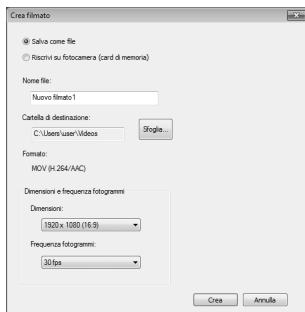 Crea filmato
Salva come file
Riscrivi su fotocamera (card di memoria)
Nome file:
Nuovo filmato1
Cartella di destinazione:
C:\Users\user\Videos
Sfoglia...
Formato:
MOV (H.264/AAC)
Dimensioni e frequenza fotogrammi
Dimensioni:
1920 x 1080 (16:9)
Frequenza fotogrammi:
30 fps
Crea
Annulla